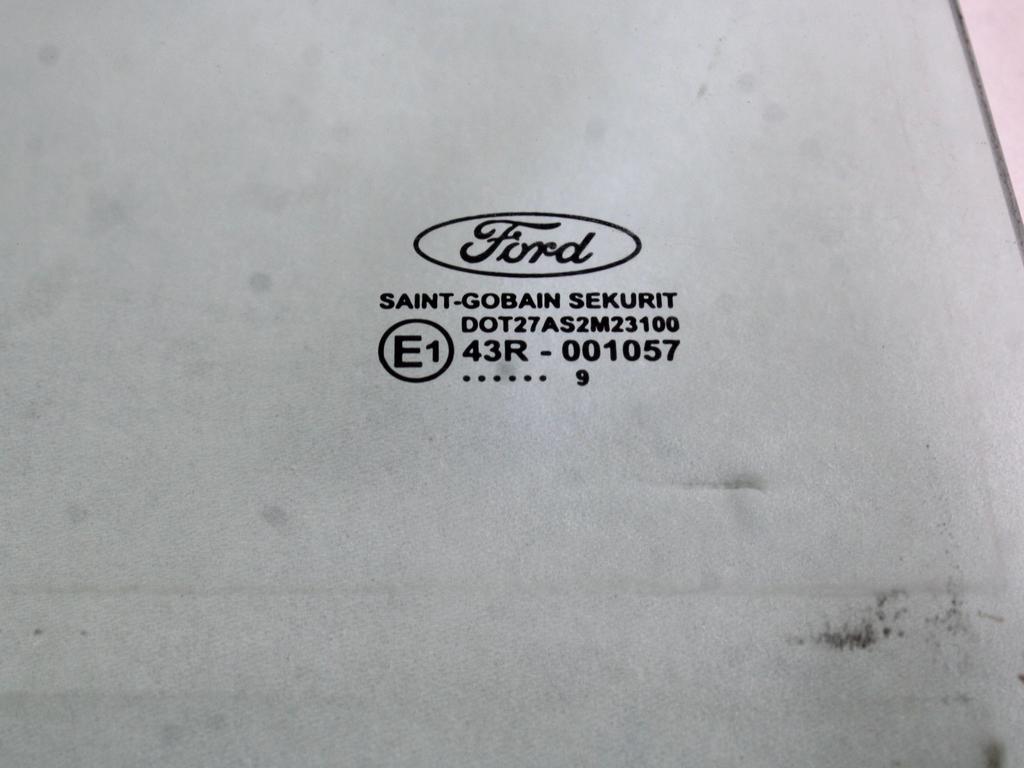 Ford
SAINT-GOBAIN SEKURIT
DOT27AS2M23100
E1 43R - 001057
...... 9